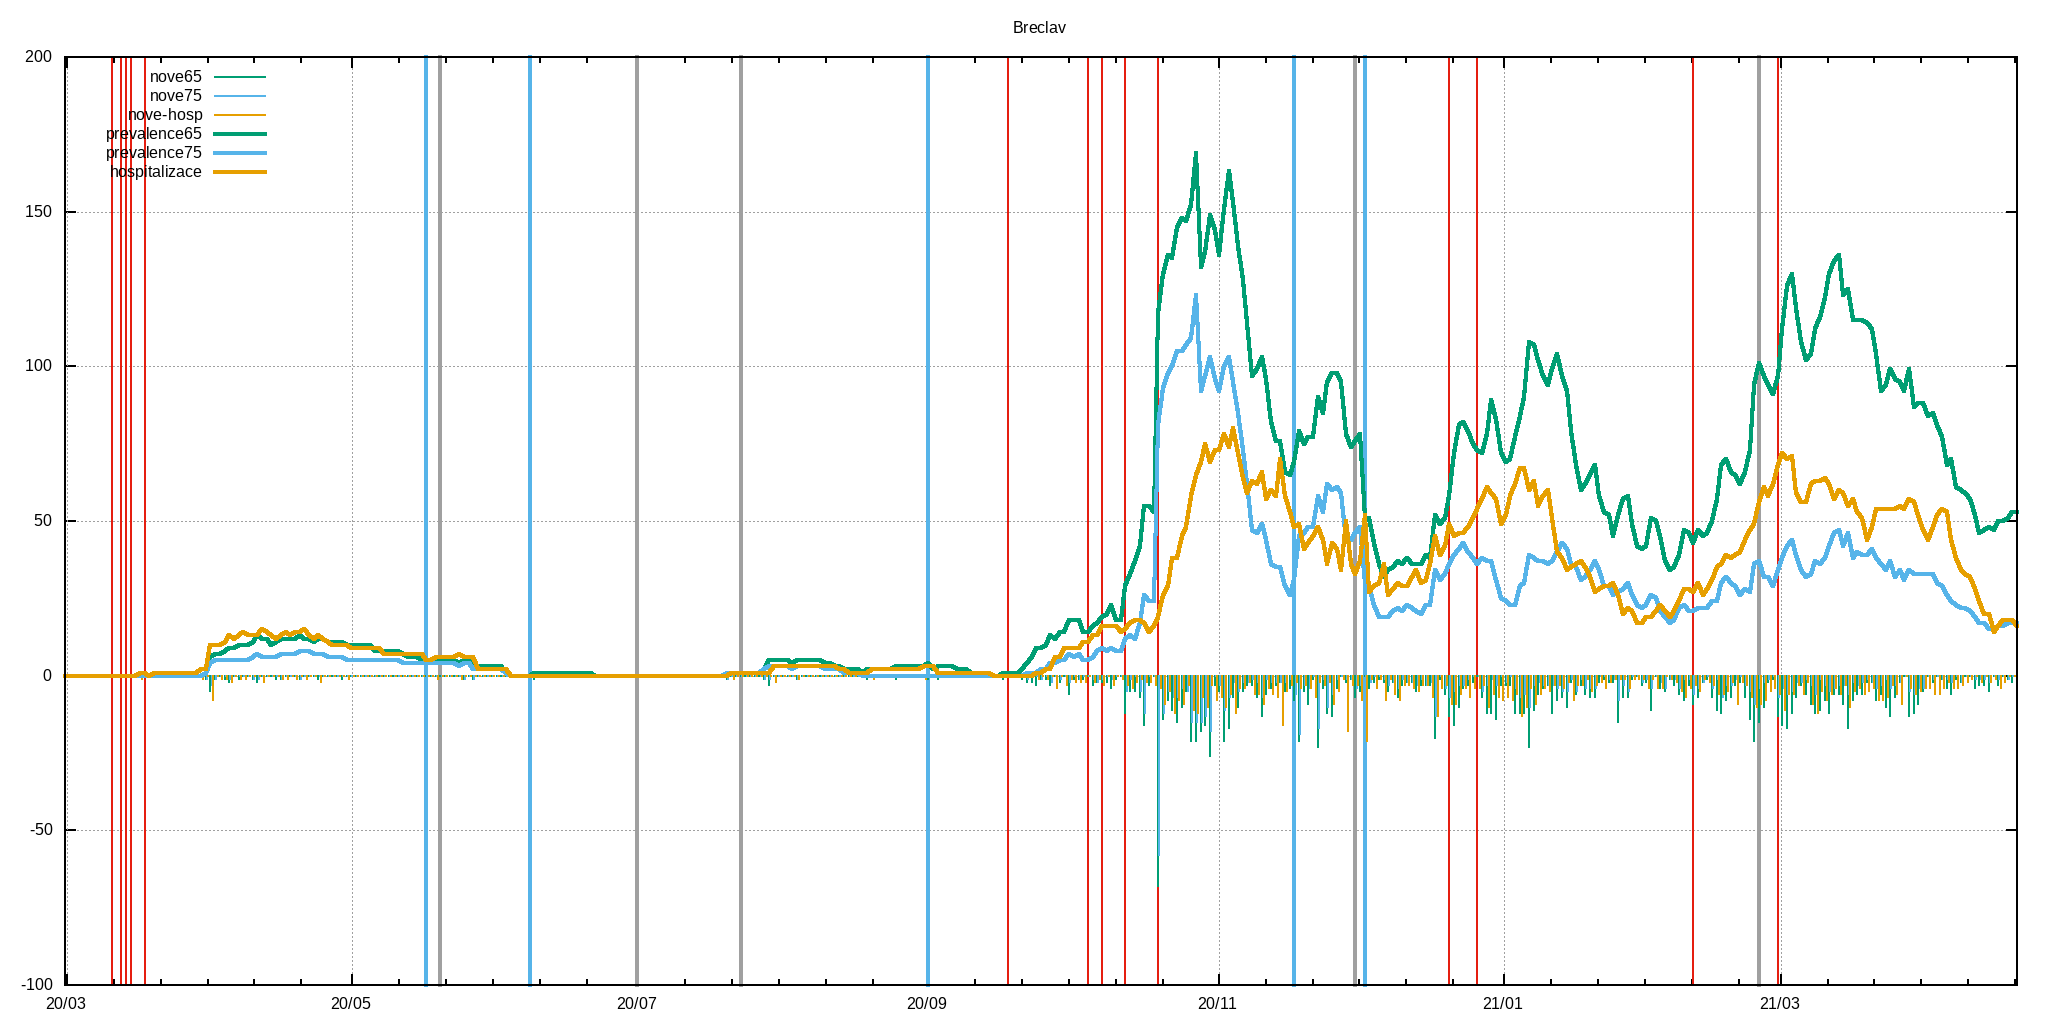 Breclav
200
nove65
nove75
nove-hosp
prevalence65
prevalence75
hospitalizace
150
100
50
0
-50
-100
20/03 20/05 20/07 20/09 20/11 21/01 21/03